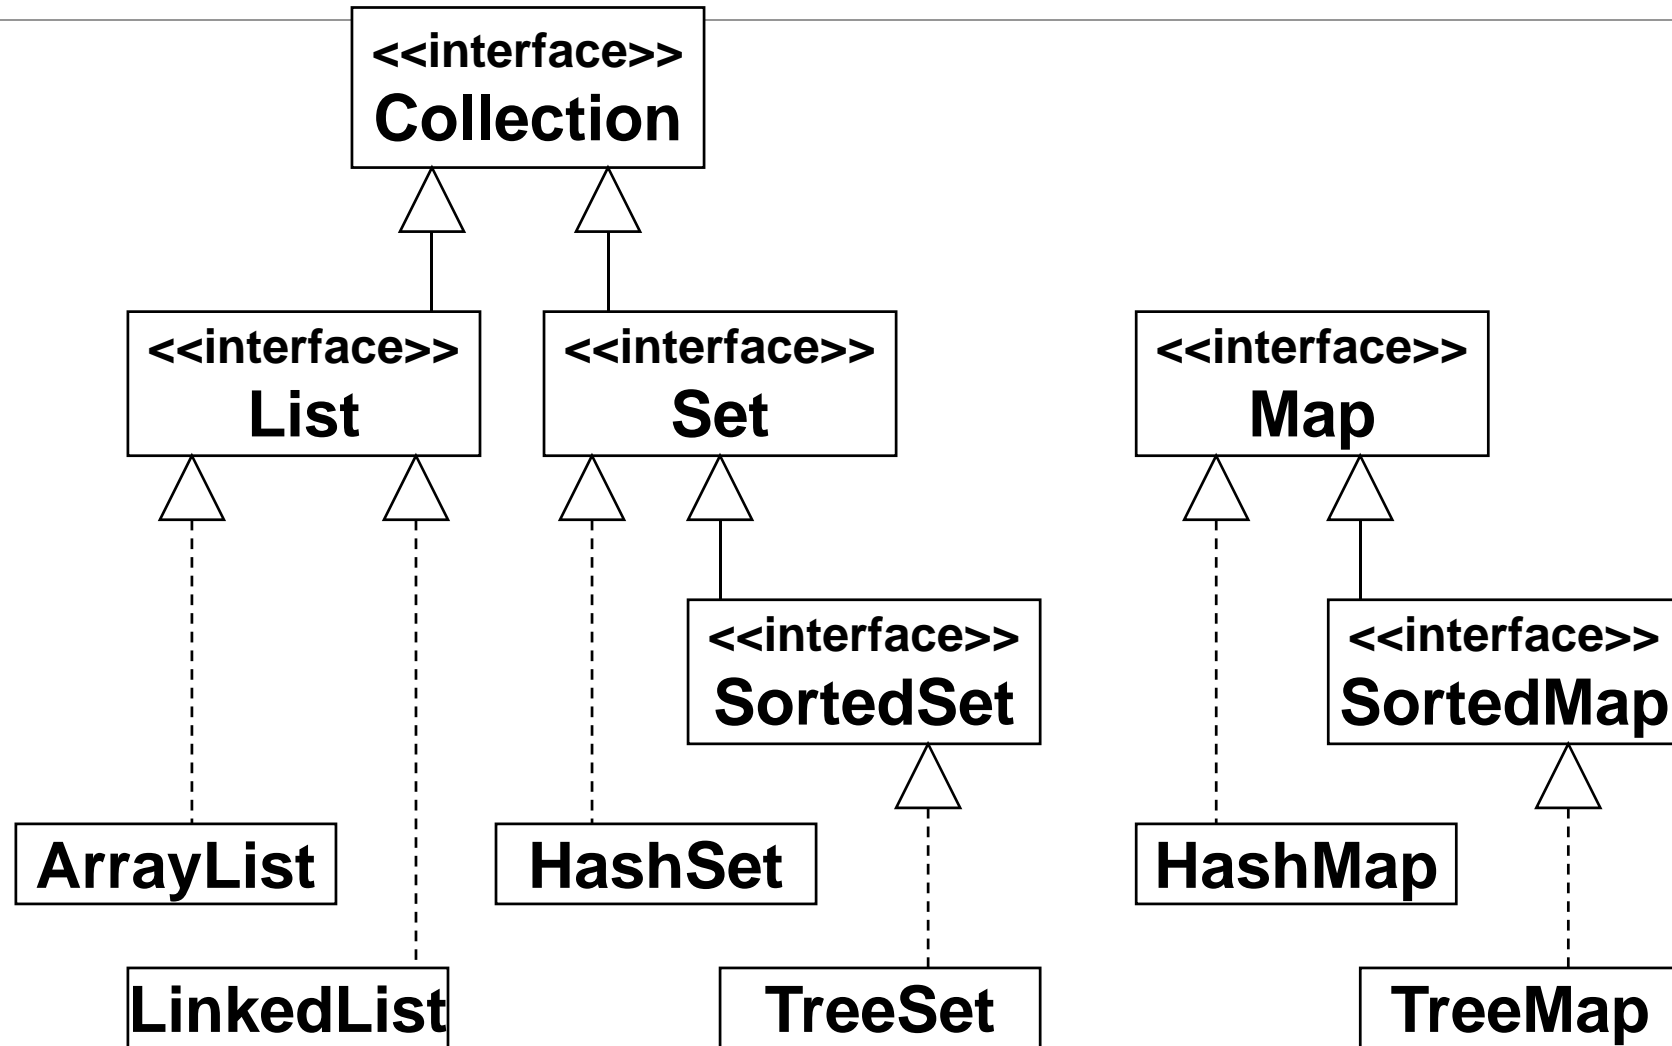 <<interface>>
Collection
<<interface>>
List
<<interface>>
Set
<<interface>>
Map
<<interface>>
SortedSet
<<interface>>
SortedMap
ArrayList
HashSet
HashMap
LinkedList
TreeSet
TreeMap